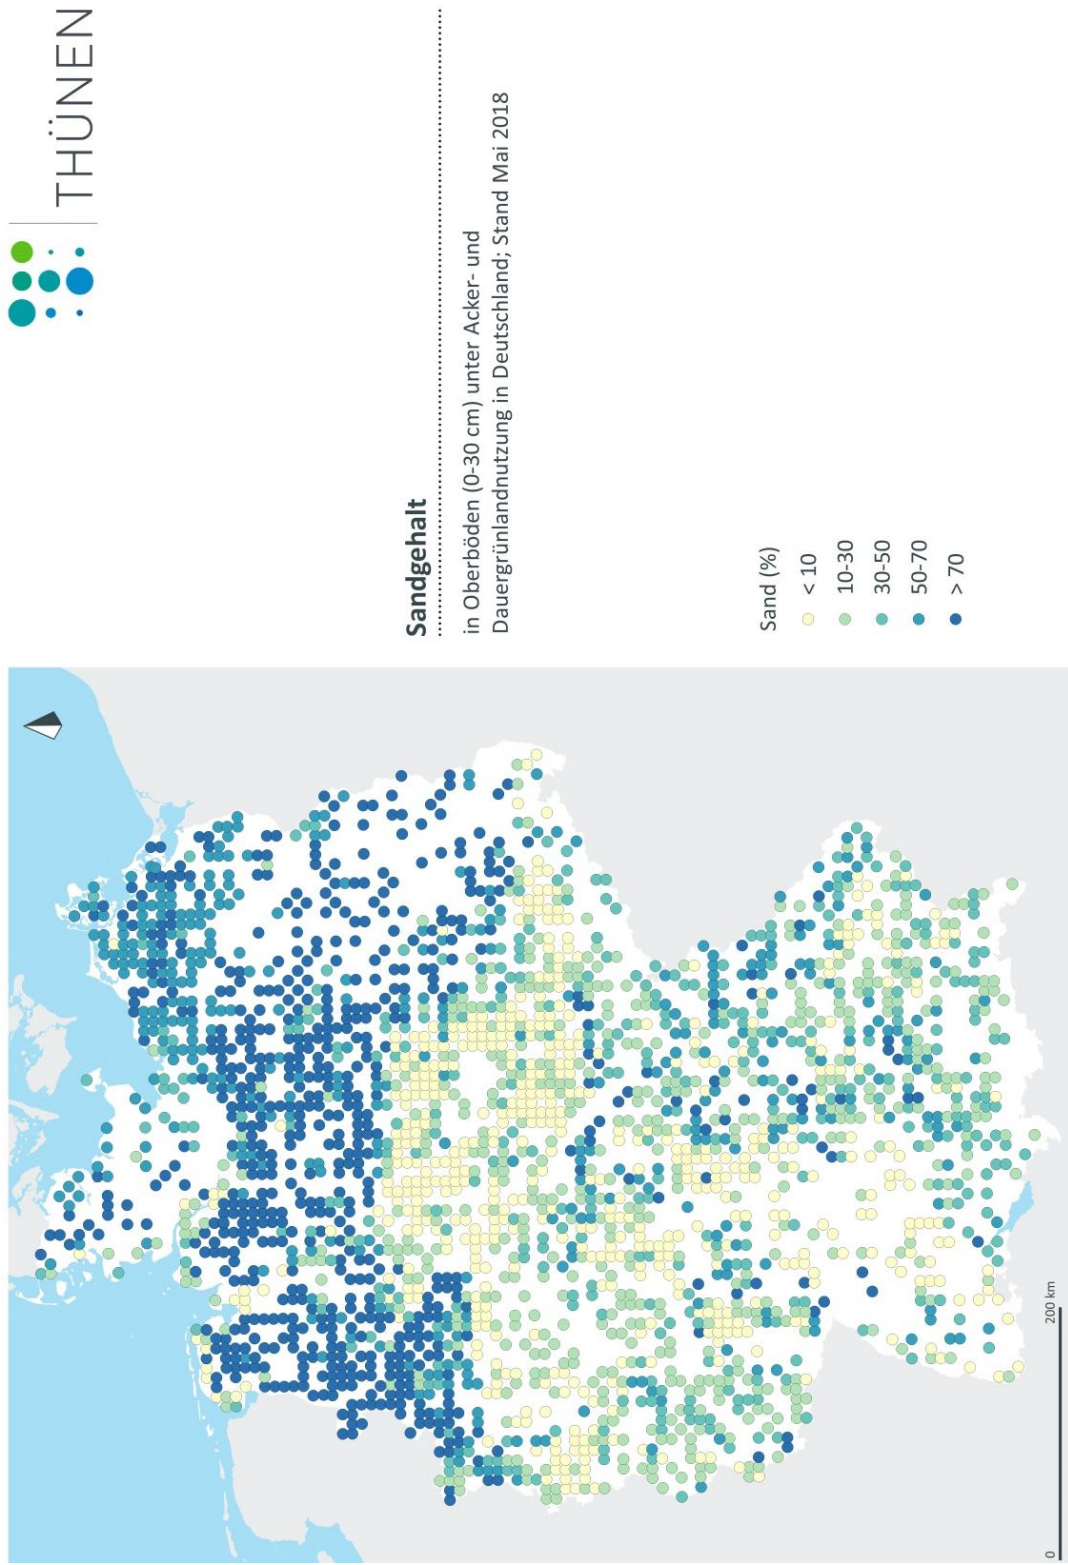 THÜNEN
Sandgehalt
in Oberböden (0-30 cm) unter Acker- und
Dauergrünlandnutzung in Deutschland; Stand Mai 2018
Sand (%)
< 10
10-30
30-50
50-70
> 70
0
200 km